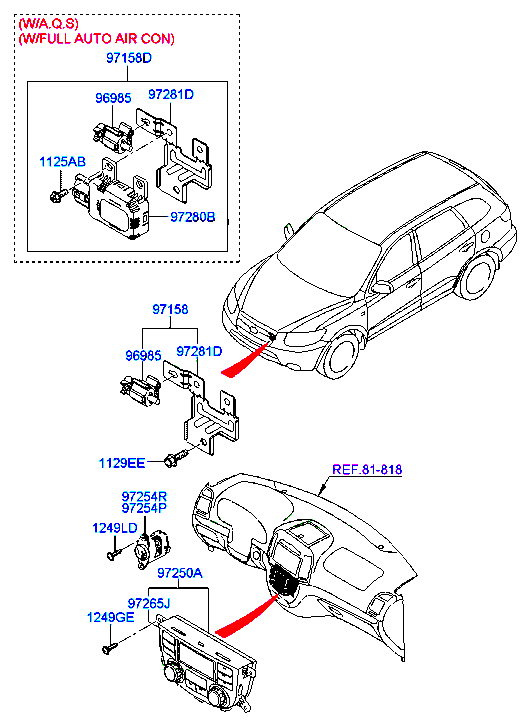 (W/A.Q.S)
(W/FULL AUTO AIR CON)
97158D
96985
97281D
1125AB
97280B
97158
96985
97281D
1129EE
REF.81-818
97254R
97254P
1249LD
97250A
97265J
1249GE